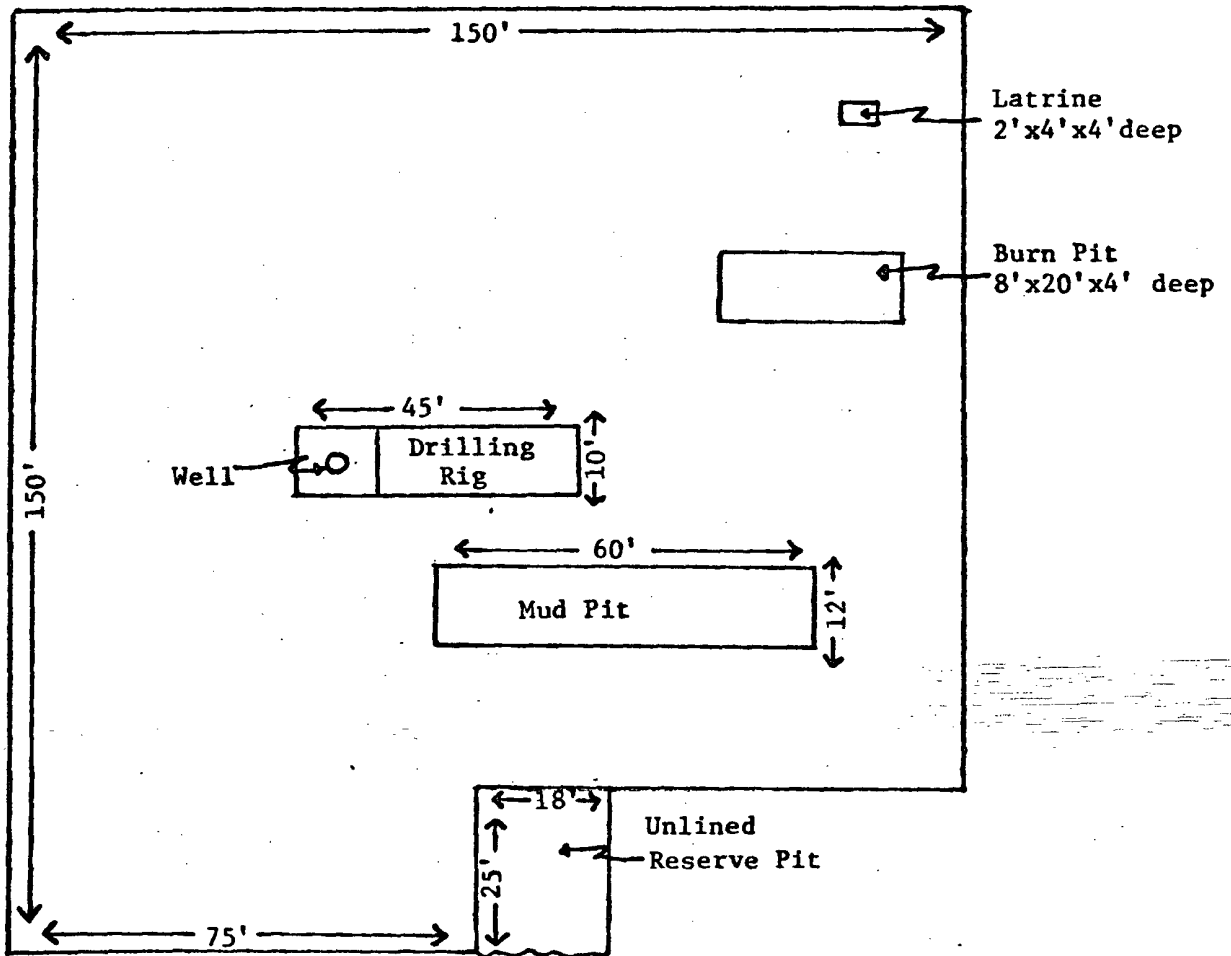 150'
Latrine
2'x4'x4'deep
Burn Pit
8'x20'x4' deep
45'
Well
Drilling
Rig
10'
150'
60'
Mud Pit
12'
18'
Unlined
Reserve Pit
25'
75'